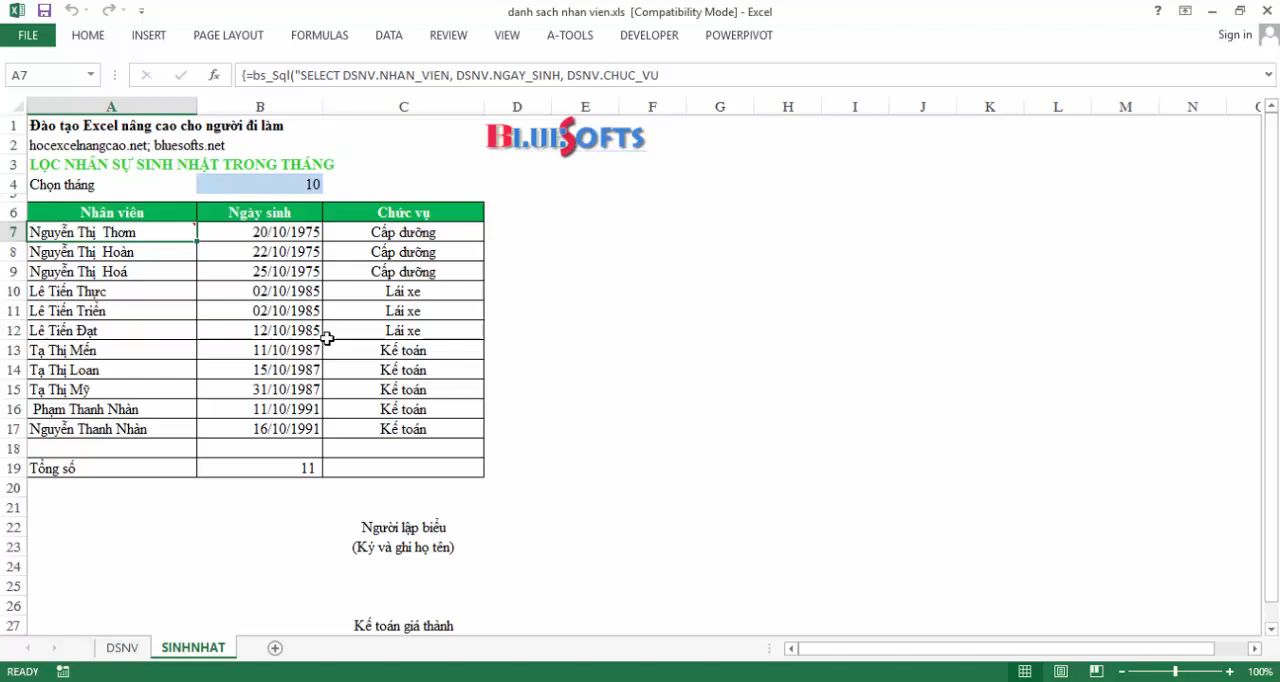 danh sach nhan vien.xls [Compatibility Mode] - Excel
FILE HOME INSERT PAGE LAYOUT FORMULAS DATA REVIEW VIEW A-TOOLS DEVELOPER POWERPIVOT Sign in
A7 fx {=bs_Sql("SELECT DSNV.NHAN_VIEN, DSNV.NGAY_SINH, DSNV.CHUC_VU
A B C D E F G H I J K L M N
1 Đào tạo Excel nâng cao cho người đi làm
BLUESOFTS
2 hocexcelnangcao.net; bluesofts.net
3 LỌC NHÂN SỰ SINH NHẬT TRONG THÁNG
4 Chọn tháng 10
6 Nhân viên Ngày sinh Chức vụ
7 Nguyễn Thị Thơm 20/10/1975 Cấp dưỡng
8 Nguyễn Thị Hoàn 22/10/1975 Cấp dưỡng
9 Nguyễn Thị Hoá 25/10/1975 Cấp dưỡng
10 Lê Tiến Thực 02/10/1985 Lái xe
11 Lê Tiến Triển 02/10/1985 Lái xe
12 Lê Tiến Đạt 12/10/1985 Lái xe
13 Tạ Thị Mến 11/10/1987 Kế toán
14 Tạ Thị Loan 15/10/1987 Kế toán
15 Tạ Thị Mỹ 31/10/1987 Kế toán
16 Phạm Thanh Nhàn 11/10/1991 Kế toán
17 Nguyễn Thanh Nhàn 16/10/1991 Kế toán
18
19 Tổng số 11
20
21
22 Người lập biểu
23 (Ký và ghi họ tên)
24
25
26
27 Kế toán giá thành
DSNV SINHNHAT
READY 100%